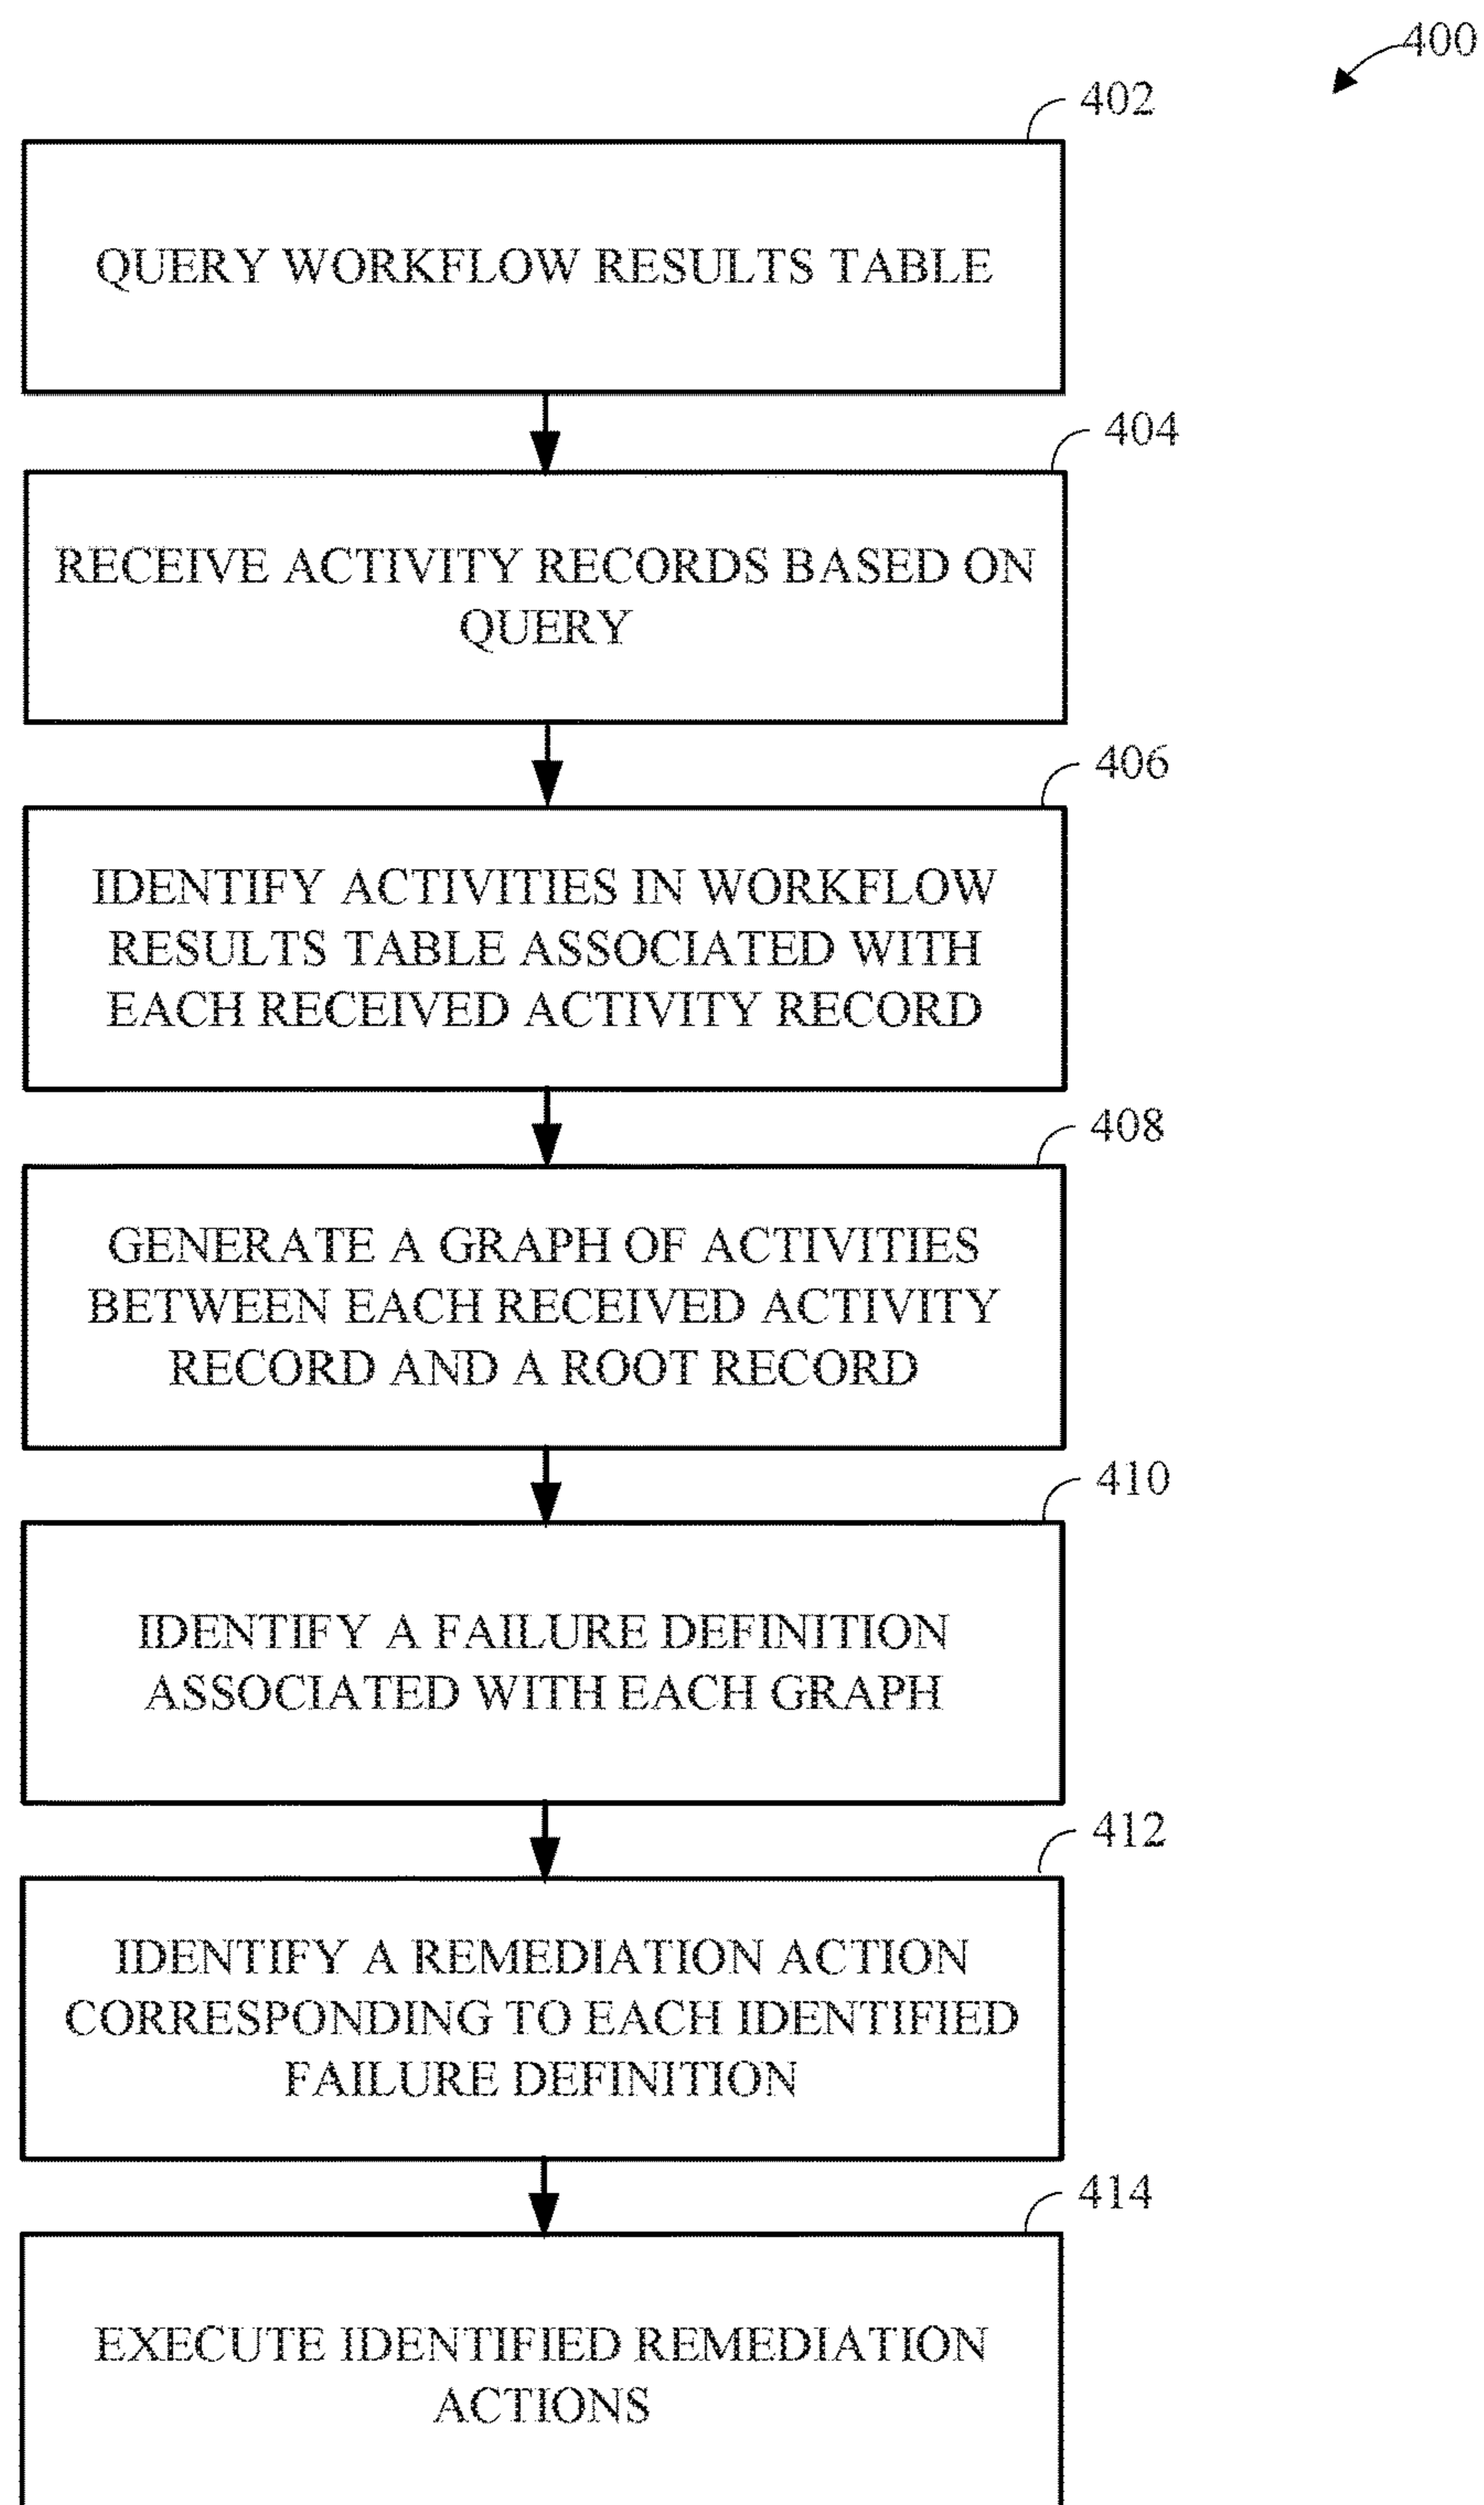 400
402
QUERY WORKFLOW RESULTS TABLE
404
RECEIVE ACTIVITY RECORDS BASED ON
QUERY
406
IDENTIFY ACTIVITIES IN WORKFLOW
RESULTS TABLE ASSOCIATED WITH
EACH RECEIVED ACTIVITY RECORD
408
GENERATE A GRAPH OF ACTIVITIES
BETWEEN EACH RECEIVED ACTIVITY
RECORD AND A ROOT RECORD
410
IDENTIFY A FAILURE DEFINITION
ASSOCIATED WITH EACH GRAPH
412
IDENTIFY A REMEDIATION ACTION
CORRESPONDING TO EACH IDENTIFIED
FAILURE DEFINITION
414
EXECUTE IDENTIFIED REMEDIATION
ACTIONS